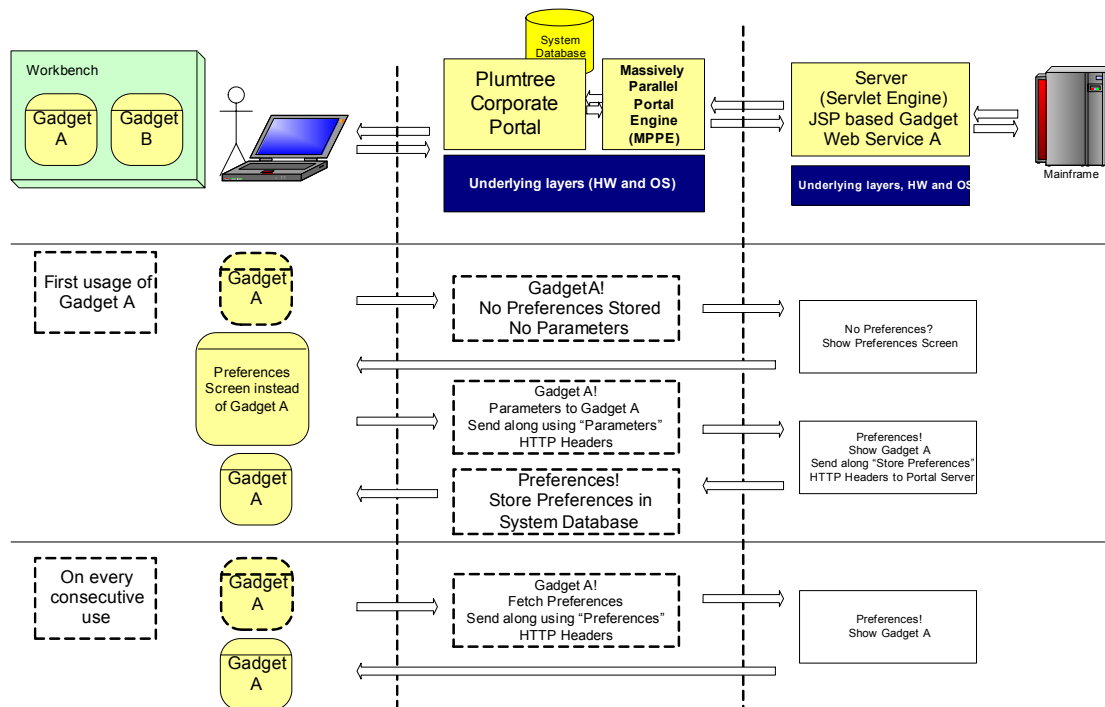 System
Database
Workbench
Gadget
A
Gadget
B
Plumtree
Corporate
Portal
Massively
Parallel
Portal
Engine
(MPPE)
Underlying layers (HW and OS)
Server
(Servlet Engine)
JSP based Gadget
Web Service A
Underlying layers, HW and OS
Mainframe
First usage of
Gadget A
Gadget
A
GadgetA!
No Preferences Stored
No Parameters
No Preferences?
Show Preferences Screen
Preferences
Screen instead
of Gadget A
Gadget A!
Parameters to Gadget A
Send along using “Parameters”
HTTP Headers
Preferences!
Show Gadget A
Send along “Store Preferences”
HTTP Headers to Portal Server
Gadget
A
Preferences!
Store Preferences in
System Database
On every
consecutive
use
Gadget
A
Gadget A!
Fetch Preferences
Send along using “Preferences”
HTTP Headers
Preferences!
Show Gadget A
Gadget
A